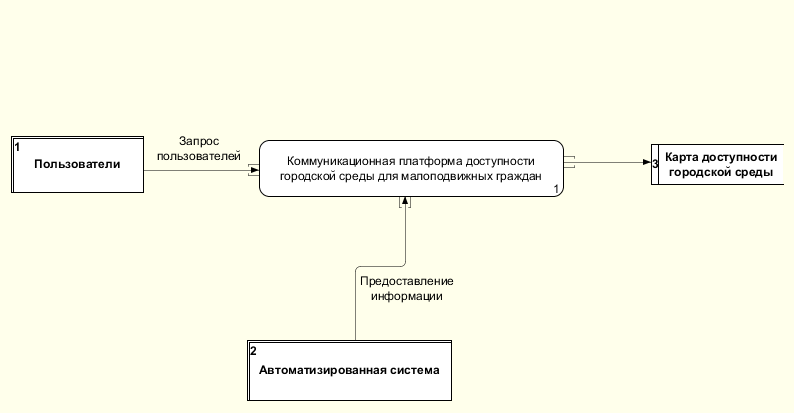 1
Пользователи
Запрос
пользователей
Коммуникационная платформа доступности
городской среды для малоподвижных граждан
1
3
Карта доступности
городской среды
Предоставление
информации
2
Автоматизированная система